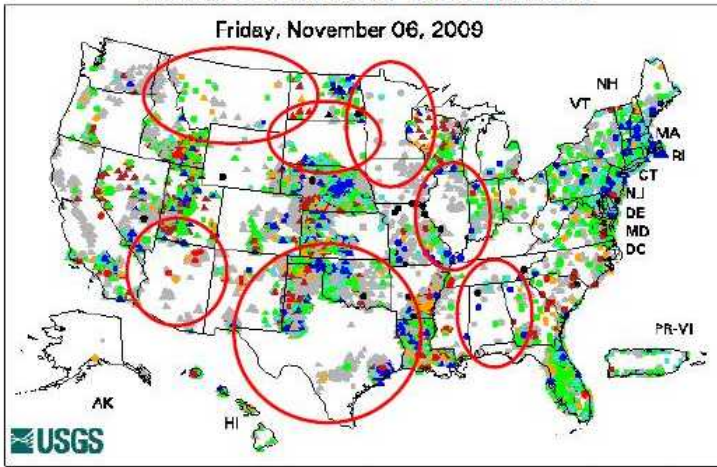 Friday, November 06, 2009
NH
VT
MA
RI
CT
NJ
DE
MD
DC
PR-VI
AK
HI
USGS